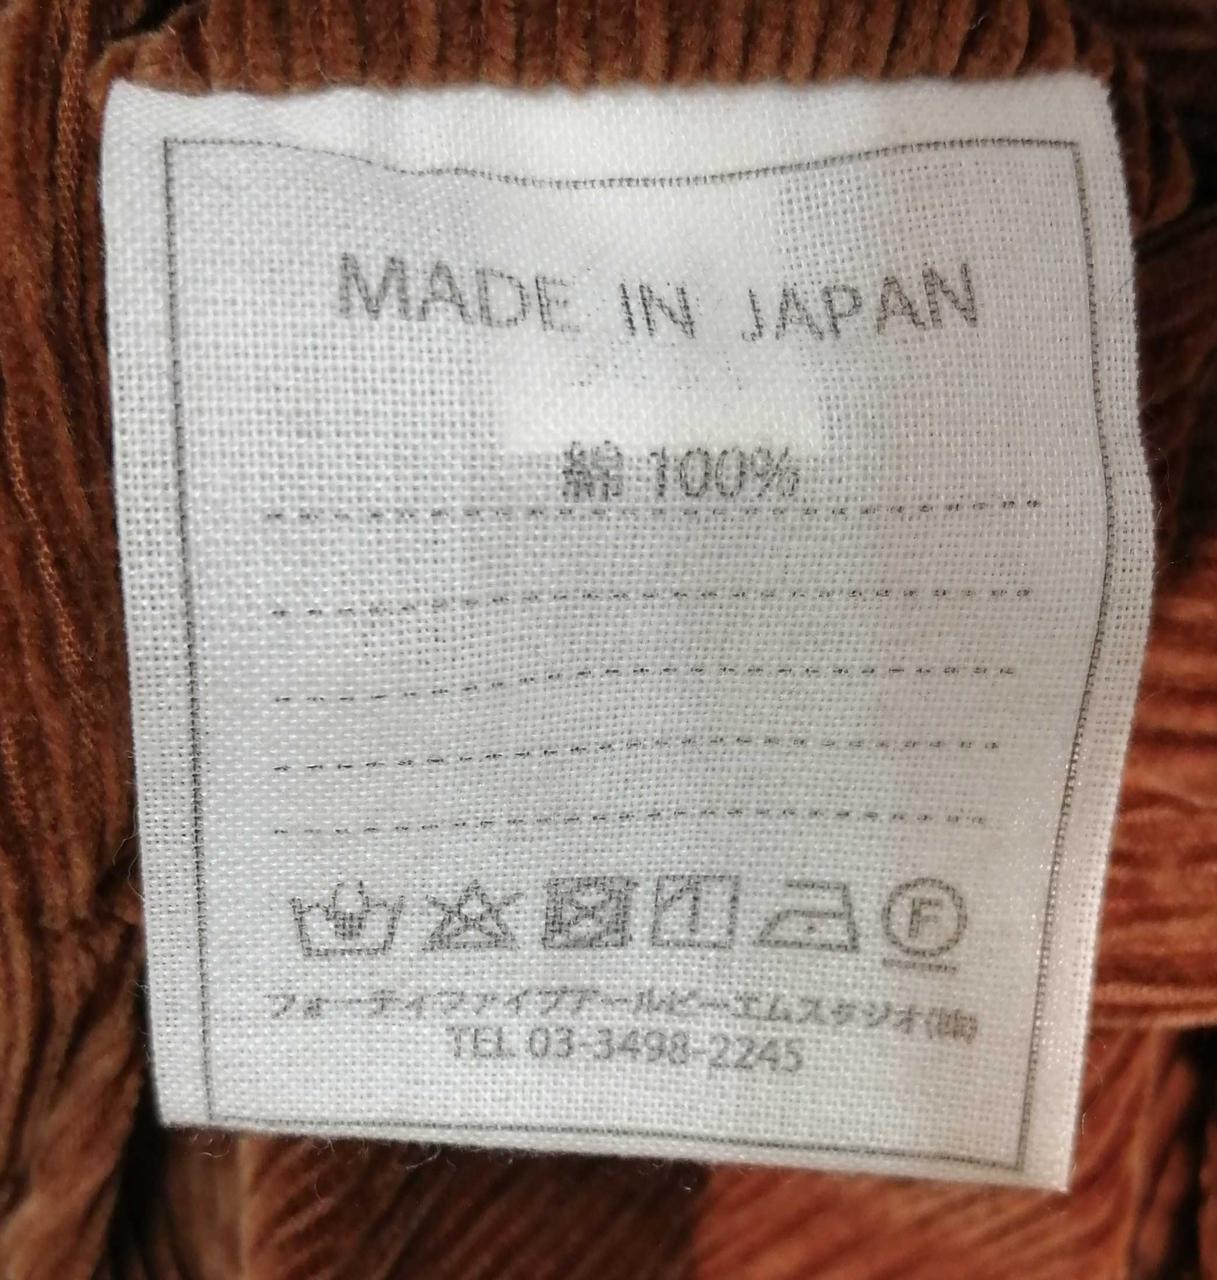 MADE IN JAPAN
綿 100%
F
フォーティファイブアールピーエムスタジオ(株)
TEL 03-3498-2245